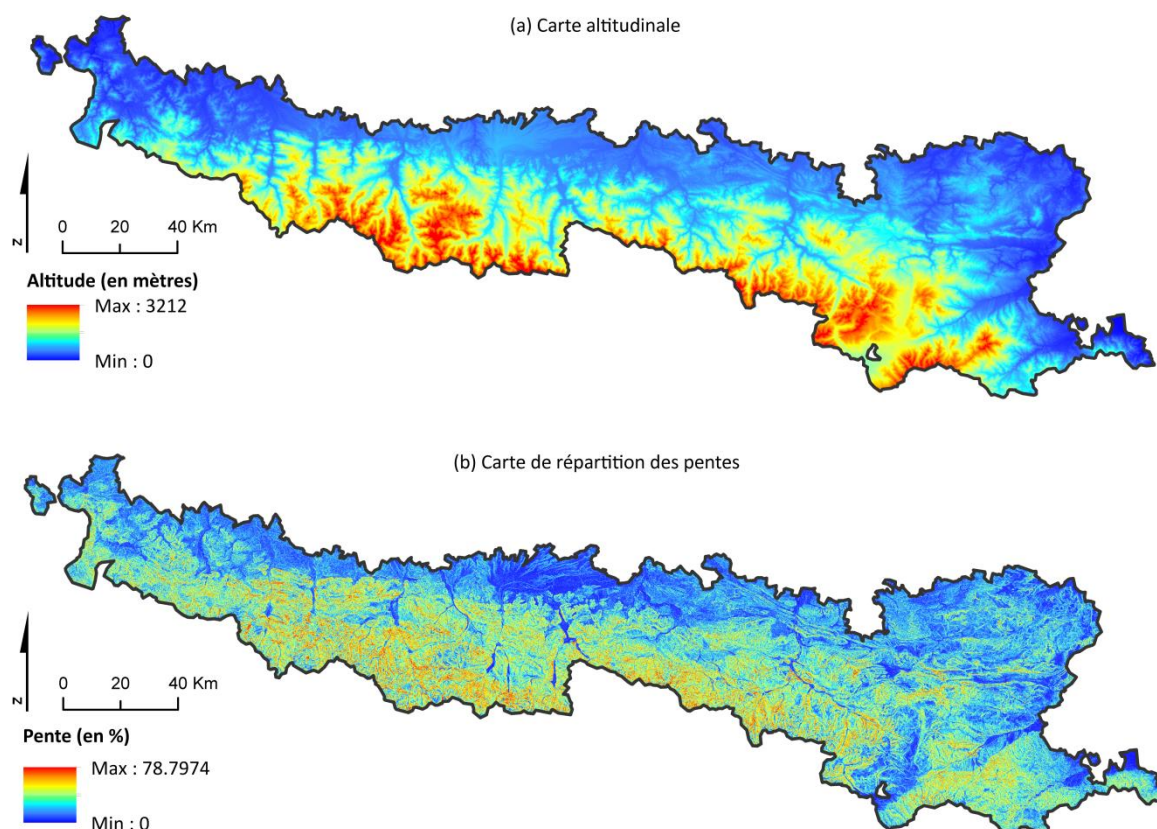 (a) Carte altitudinale
N
0 20 40 Km
Altitude (en mètres)
Max : 3212
Min : 0
(b) Carte de répartition des pentes
N
0 20 40 Km
Pente (en %)
Max : 78.7974
Min : 0